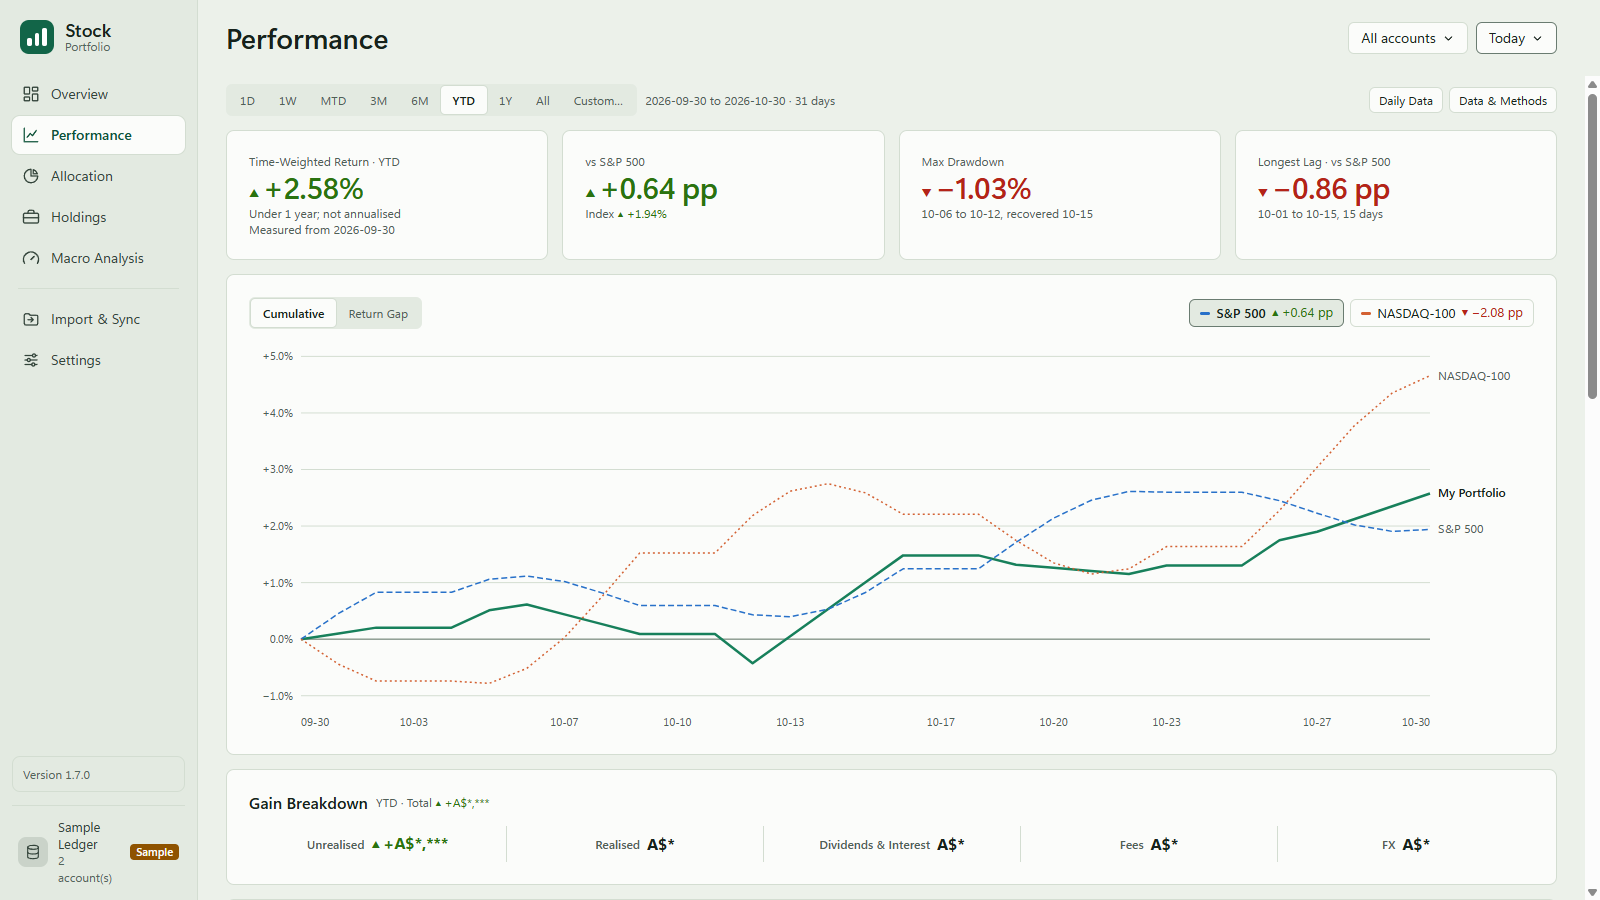 Stock
Portfolio
Overview
Performance
Allocation
Holdings
Macro Analysis
Import & Sync
Settings
Version 1.7.0
Sample
Ledger
2
account(s)
Sample
Performance
All accounts
Today
1D 1W MTD 3M 6M YTD 1Y All Custom... 2026-09-30 to 2026-10-30 · 31 days
Daily Data
Data & Methods
Time-Weighted Return · YTD
▲ +2.58%
Under 1 year; not annualised
Measured from 2026-09-30
vs S&P 500
▲ +0.64 pp
Index ▲ +1.94%
Max Drawdown
▼ −1.03%
10-06 to 10-12, recovered 10-15
Longest Lag · vs S&P 500
▼ −0.86 pp
10-01 to 10-15, 15 days
Cumulative Return Gap
S&P 500 ▲ +0.64 pp
NASDAQ-100 ▼ −2.08 pp
+5.0%
+4.0%
+3.0%
+2.0%
+1.0%
0.0%
−1.0%
NASDAQ-100
My Portfolio
S&P 500
09-30 10-03 10-07 10-10 10-13 10-17 10-20 10-23 10-27 10-30
Gain Breakdown YTD · Total ▲ +A$*,***
Unrealised ▲ +A$*,***
Realised A$*
Dividends & Interest A$*
Fees A$*
FX A$*